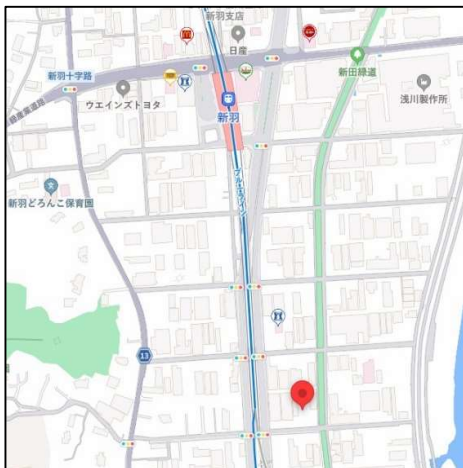 新羽支店
日産
新田緑道
新羽十字路
ウエインズトヨタ
浅川製作所
新羽
ブルーライン
新羽どろんこ保育園
13